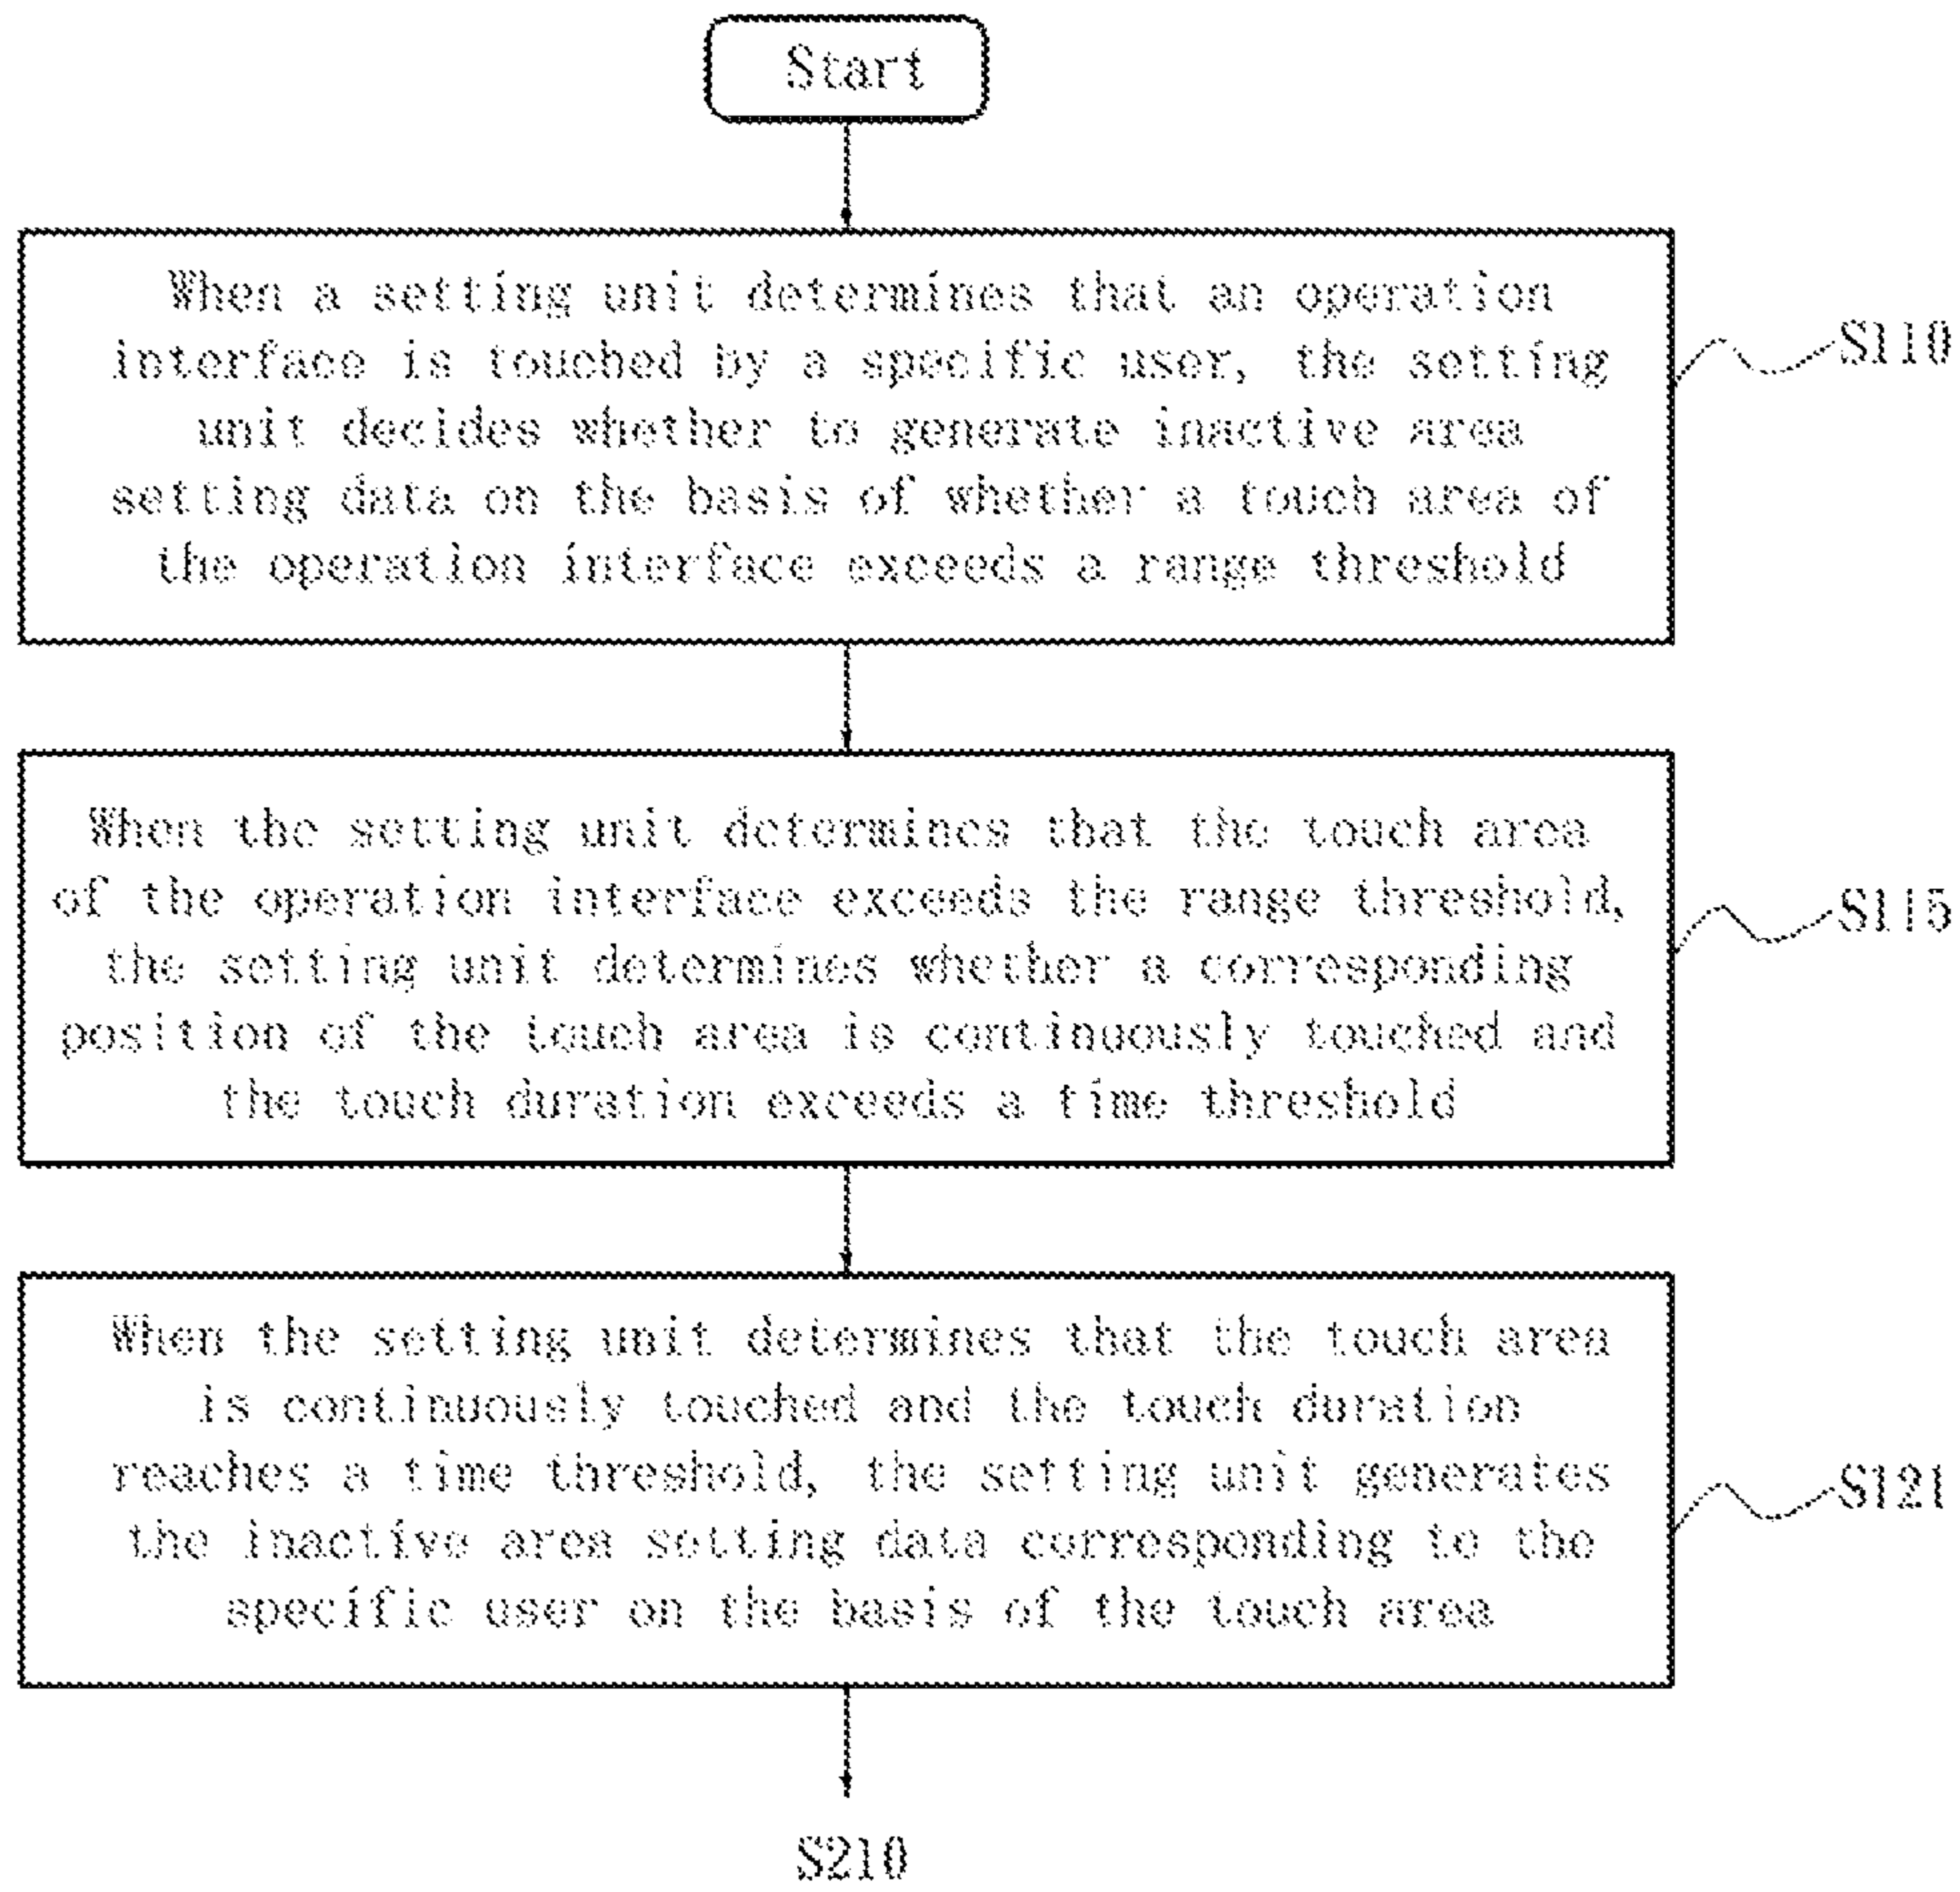 Start
When a setting unit determines that an operation
interface is touched by a specific user, the setting
unit decides whether to generate inactive area
setting data on the basis of whether a touch area of
the operation interface exceeds a range threshold
S110
When the setting unit determines that the touch area
of the operation interface exceeds the range threshold,
the setting unit determines whether a corresponding
position of the touch area is continuously touched and
the touch duration exceeds a time threshold
S115
When the setting unit determines that the touch area
is continuously touched and the touch duration
reaches a time threshold, the setting unit generates
the inactive area setting data corresponding to the
specific user on the basis of the touch area
S121
S210